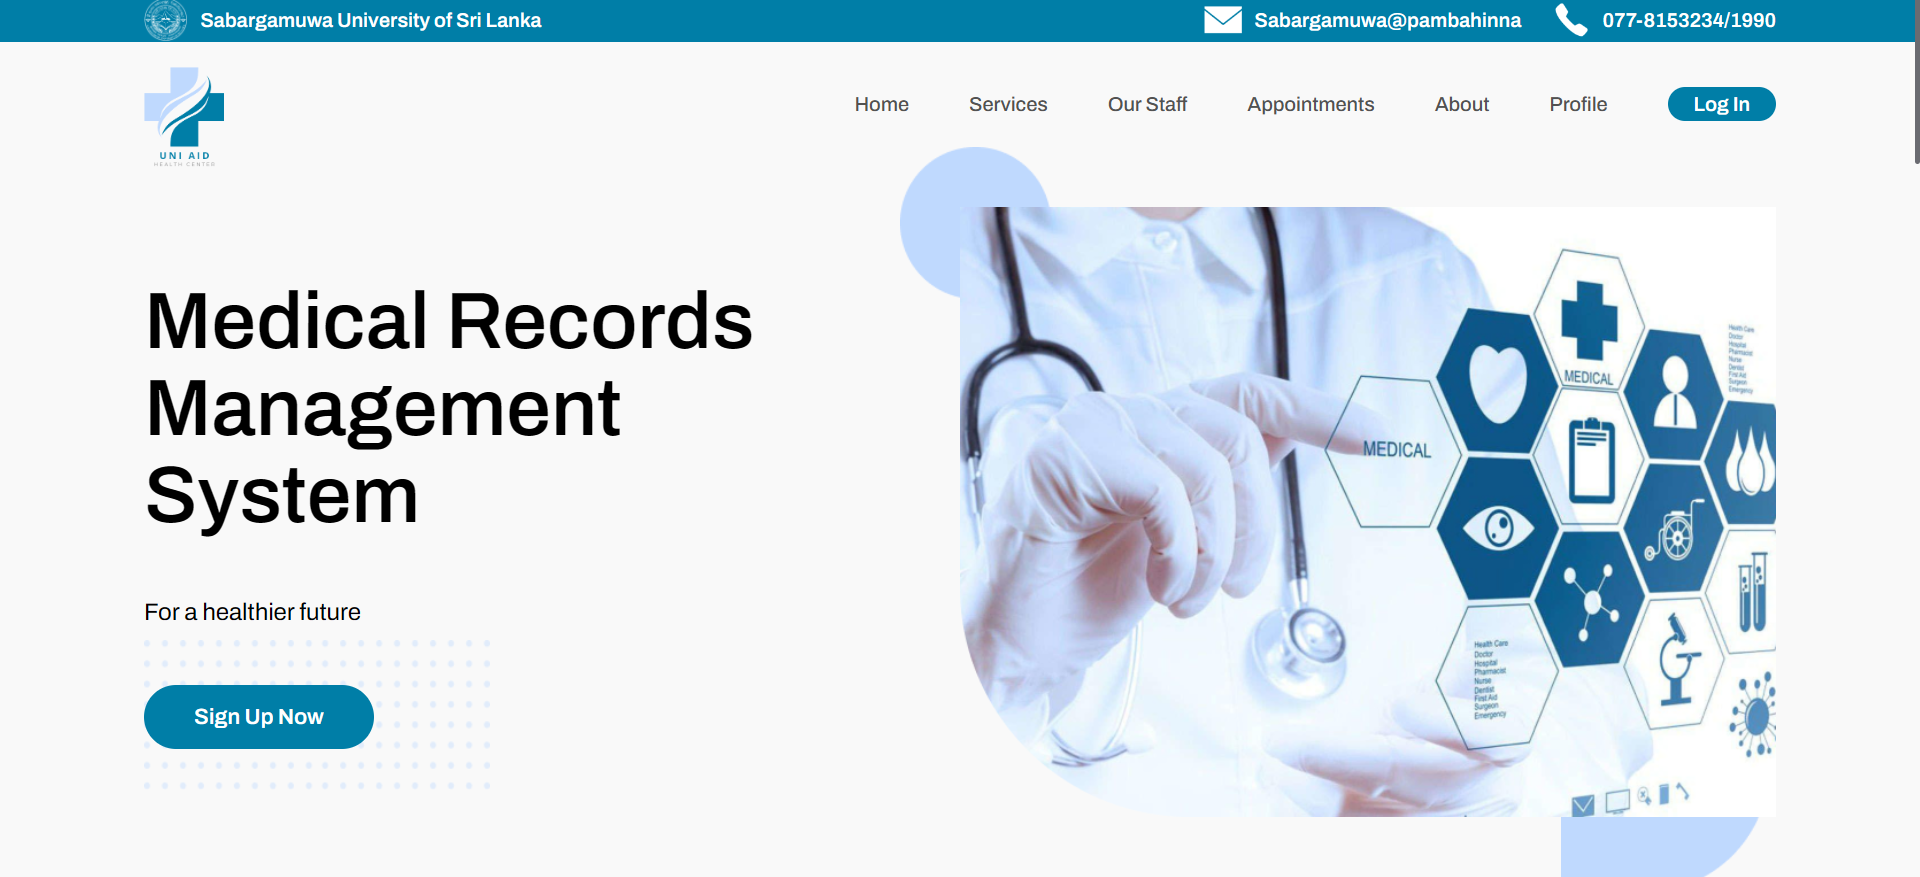 Sabargamuwa University of Sri Lanka
Sabargamuwa@pambahinna
077-8153234/1990
UNI AID
HEALTH CENTER
Home
Services
Our Staff
Appointments
About
Profile
Log In
Medical Records
Management
System
For a healthier future
Sign Up Now
MEDICAL
MEDICAL
Health Care
Doctor
Hospital
Pharmacist
Nurse
Dentist
First Aid
Surgeon
Emergency
Health Care
Doctor
Hospital
Pharmacist
Nurse
Dentist
First Aid
Surgeon
Emergency